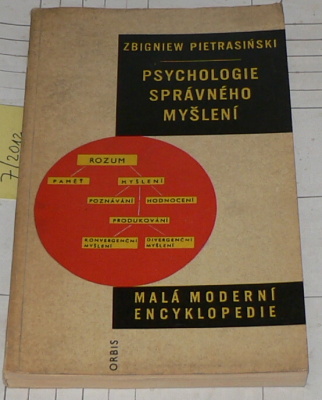 ZBIGNIEW PIETRASIŃSKI
PSYCHOLOGIE
SPRÁVNÉHO
MYŠLENÍ
ROZUM
PAMĚŤ
MYŠLENÍ
POZNÁVÁNÍ
HODNOCENÍ
PRODUKOVÁNÍ
KONVERGENČNÍ
MYŠLENÍ
DIVERGENČNÍ
MYŠLENÍ
MALÁ MODERNÍ
ENCYKLOPEDIE
ORBIS
7/2012